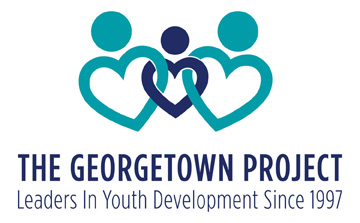 THE GEORGETOWN PROJECT
Leaders In Youth Development Since 1997